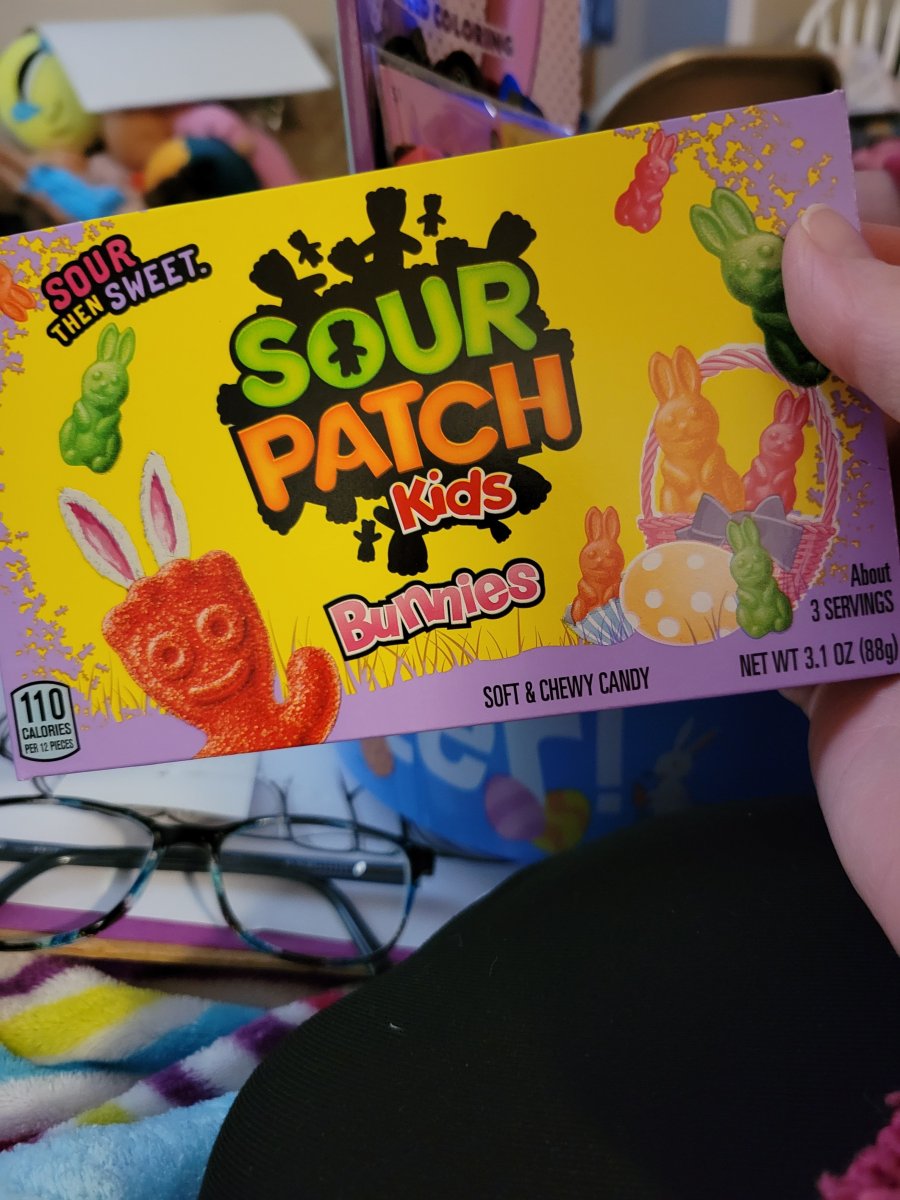 COLORING
SOUR
THEN SWEET.
SOUR
PATCH
Kids
Bunnies
About
3 SERVINGS
NET WT 3.1 OZ (88g)
SOFT & CHEWY CANDY
110
CALORIES
PER 12 PIECES